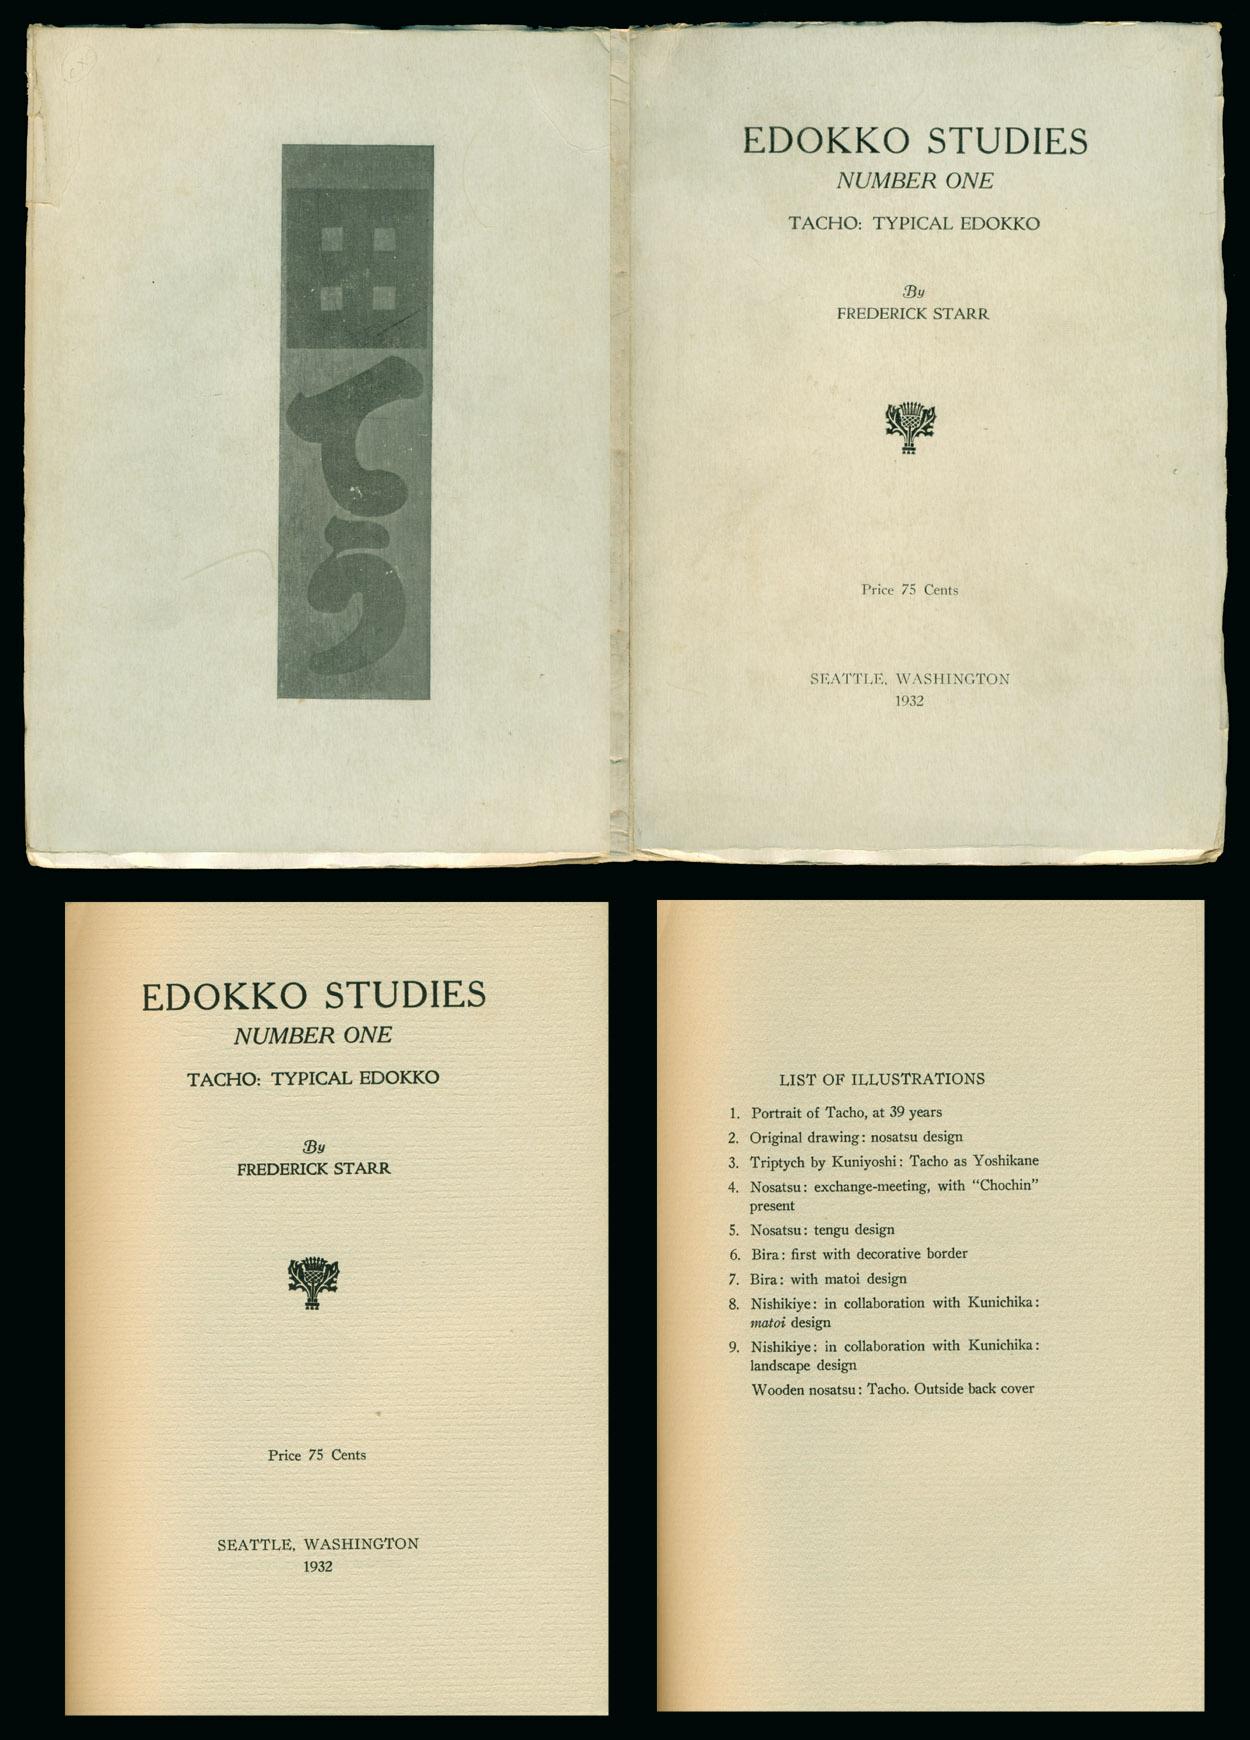 EDOKKO STUDIES
NUMBER ONE
TACHO: TYPICAL EDOKKO
By
FREDERICK STARR
Price 75 Cents
SEATTLE, WASHINGTON
1932
EDOKKO STUDIES
NUMBER ONE
TACHO: TYPICAL EDOKKO
By
FREDERICK STARR
Price 75 Cents
SEATTLE, WASHINGTON
1932
LIST OF ILLUSTRATIONS
1. Portrait of Tacho, at 39 years
2. Original drawing: nosatsu design
3. Triptych by Kuniyoshi: Tacho as Yoshikane
4. Nosatsu: exchange-meeting, with "Chochin"
present
5. Nosatsu: tengu design
6. Bira: first with decorative border
7. Bira: with matoi design
8. Nishikiye: in collaboration with Kunichika:
matoi design
9. Nishikiye: in collaboration with Kunichika:
landscape design
Wooden nosatsu: Tacho. Outside back cover